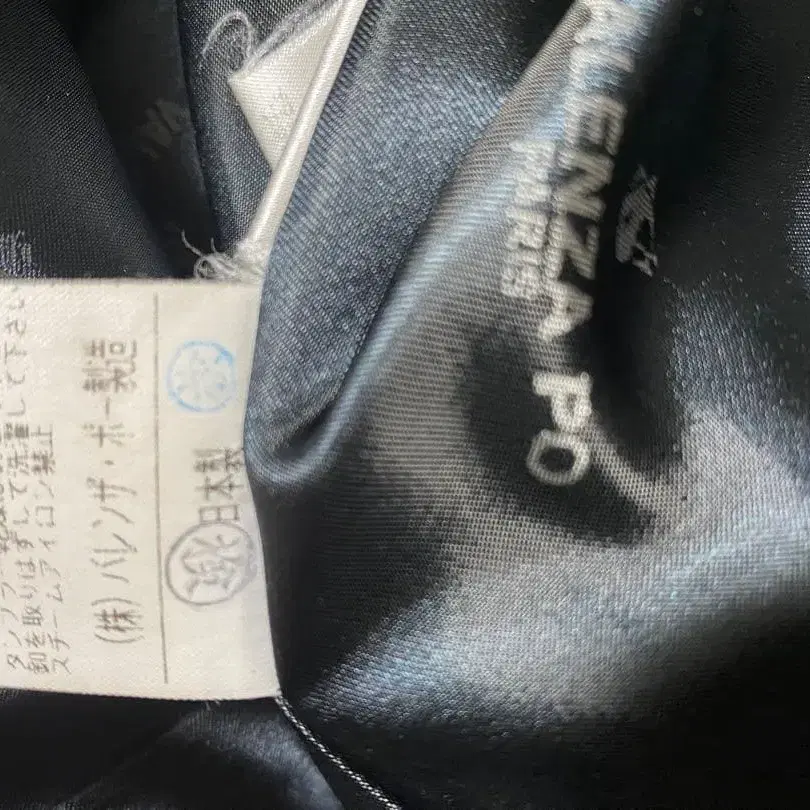 釦を取りはずして洗濯して下さい
スチームアイロン禁止
(株)バレンザ・ポー製造
日本製
ALENZA PO
PARIS
VA